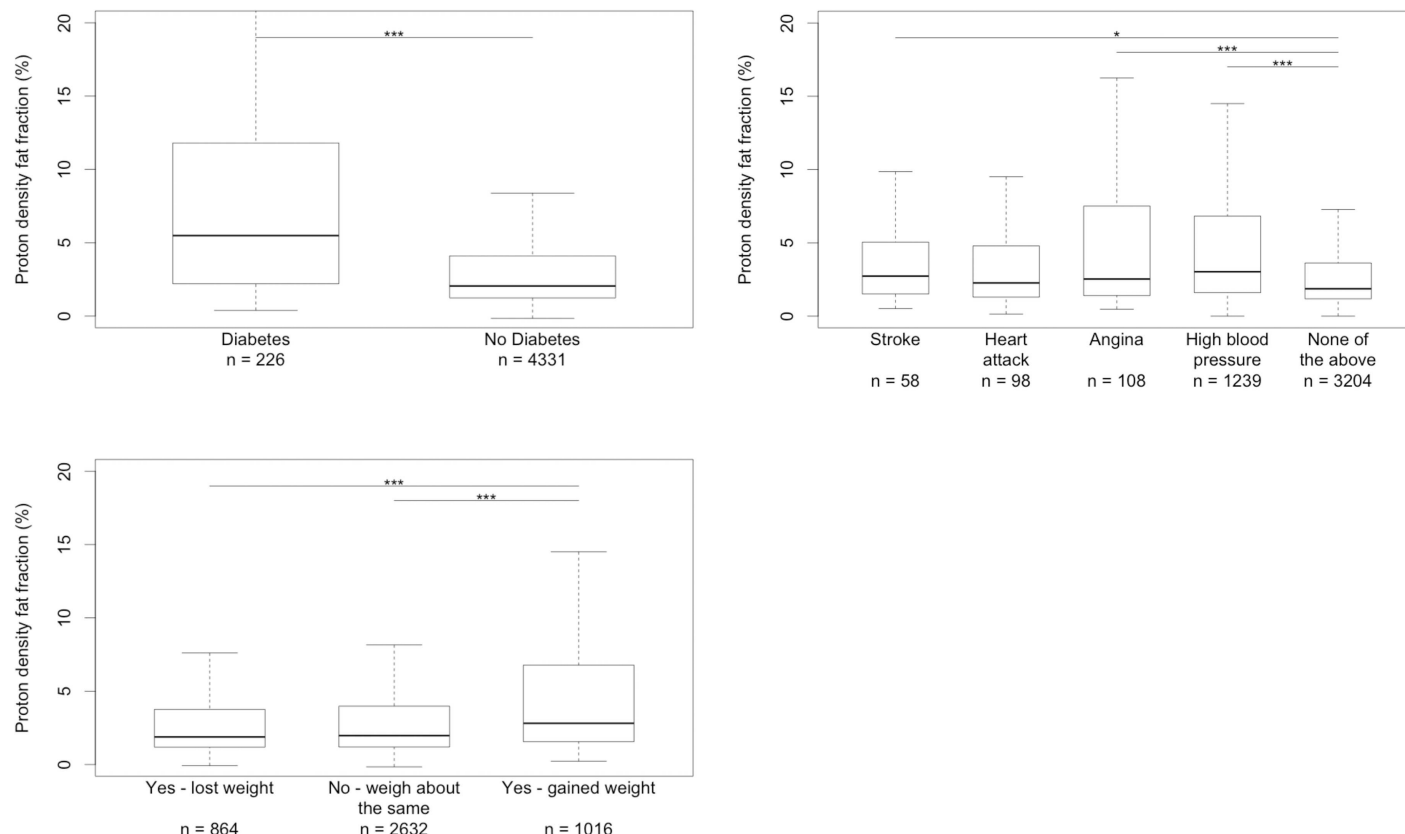 Proton density fat fraction (%)
20
15
10
5
0
***
Diabetes
n = 226
No Diabetes
n = 4331
Proton density fat fraction (%)
20
15
10
5
0
*
***
***
Stroke
n = 58
Heart
attack
n = 98
Angina
n = 108
High blood
pressure
n = 1239
None of
the above
n = 3204
Proton density fat fraction (%)
20
15
10
5
0
***
***
Yes - lost weight
n = 864
No - weigh about
the same
n = 2632
Yes - gained weight
n = 1016